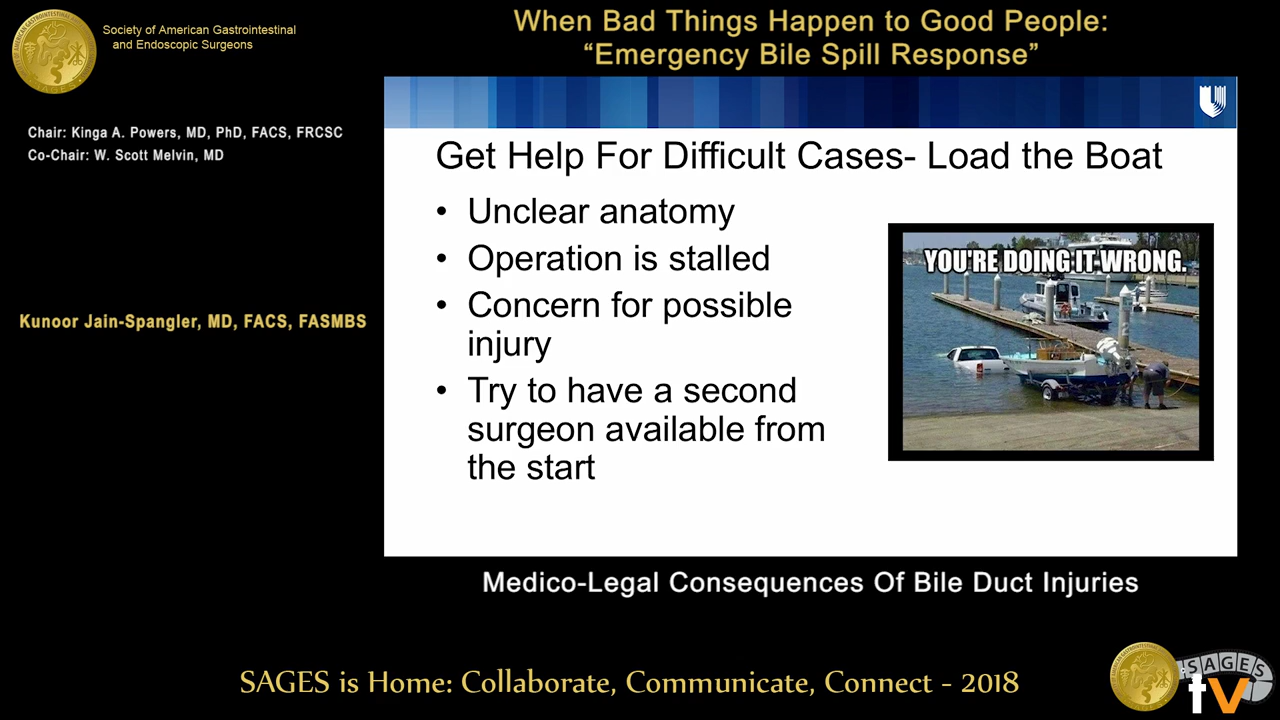 Society of American Gastrointestinal
and Endoscopic Surgeons
When Bad Things Happen to Good People:
“Emergency Bile Spill Response”
Chair: Kinga A. Powers, MD, PhD, FACS, FRCSC
Co-Chair: W. Scott Melvin, MD
Kunoor Jain-Spangler, MD, FACS, FASMBS
Get Help For Difficult Cases- Load the Boat
• Unclear anatomy
• Operation is stalled
• Concern for possible
injury
• Try to have a second
surgeon available from
the start
YOU'RE DOING IT WRONG.
Medico-Legal Consequences Of Bile Duct Injuries
SAGES is Home: Collaborate, Communicate, Connect - 2018
SAGES
tv